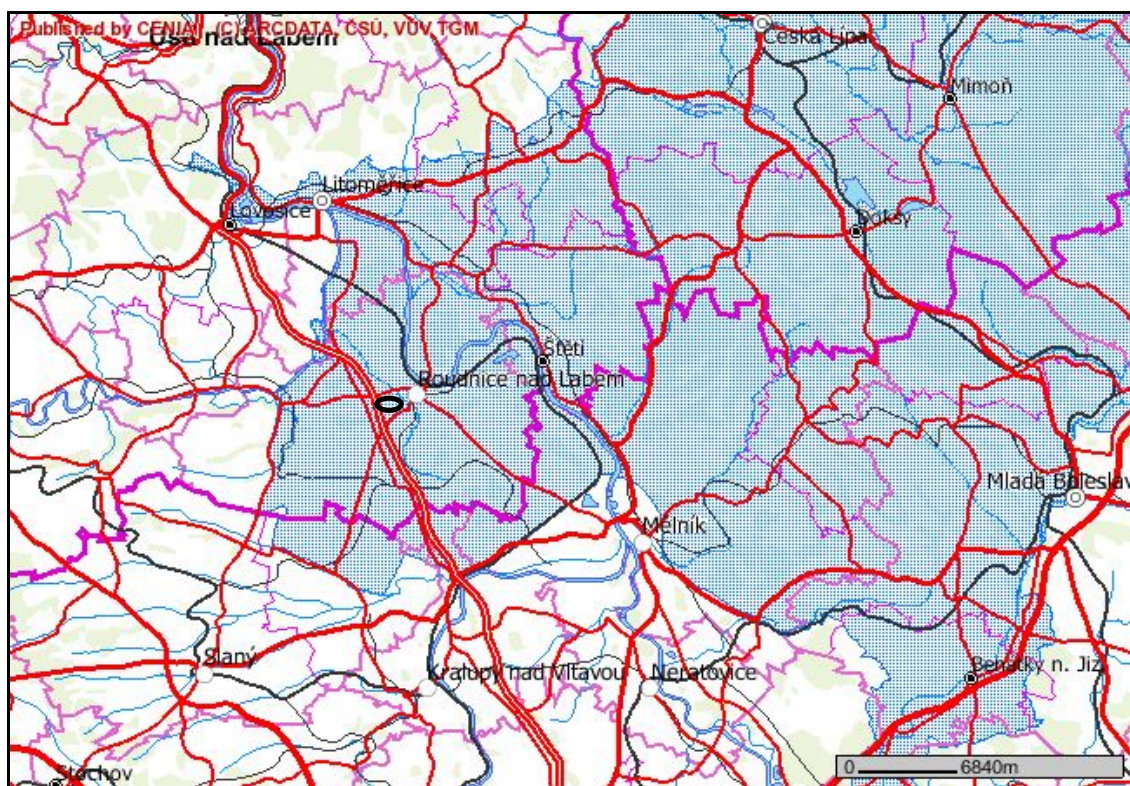 Published by CENIA, (C) ARCDATA, ČSÚ, VÚV TGM
Ústí nad Labem
Česká Lípa
Mimoň
Litoměřice
Lovosice
Doksy
Štětí
Roudnice nad Labem
Mladá Boleslav
Mělník
Slaný
Kralupy nad Vltavou
Neratovice
Benátky n. Jiz.
Stochov
0 6840m